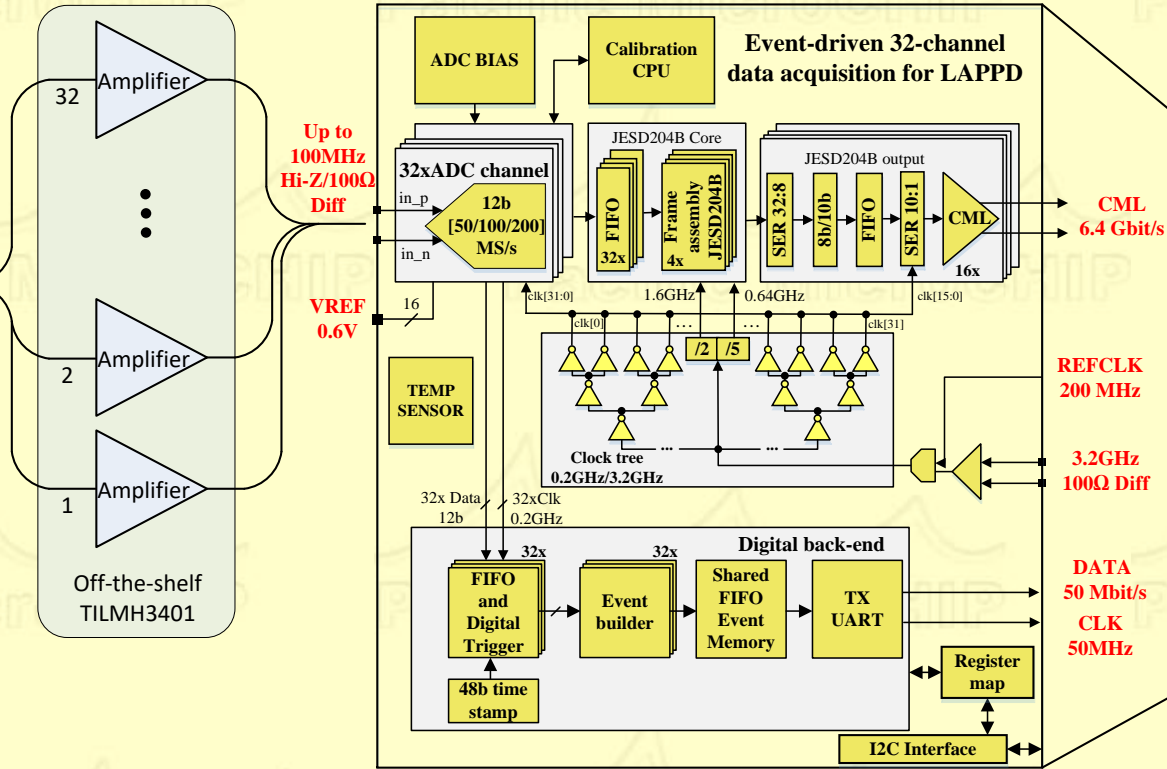 Event-driven 32-channel
data acquisition for LAPPD
Amplifier
32
Amplifier
2
Amplifier
1
Off-the-shelf
TILMH3401
Up to
100MHz
Hi-Z/100Ω
Diff
VREF
0.6V
ADC BIAS
Calibration
CPU
32xADC channel
in_p
in_n
12b
[50/100/200]
MS/s
16
JESD204B Core
FIFO
32x
Frame
assembly
JESD204B
4x
JESD204B output
SER 32:8
8b/10b
FIFO
SER 10:1
CML
16x
CML
6.4 Gbit/s
clk[31:0]
1.6GHz
0.64GHz
clk[15:0]
clk[0]
...
...
clk[31]
/2
/5
...
...
Clock tree
0.2GHz/3.2GHz
TEMP
SENSOR
REFCLK
200 MHz
3.2GHz
100Ω Diff
32x Data
12b
32xClk
0.2GHz
Digital back-end
32x
FIFO
and
Digital
Trigger
48b time
stamp
32x
Event
builder
Shared
FIFO
Event
Memory
TX
UART
DATA
50 Mbit/s
CLK
50MHz
Register
map
I2C Interface